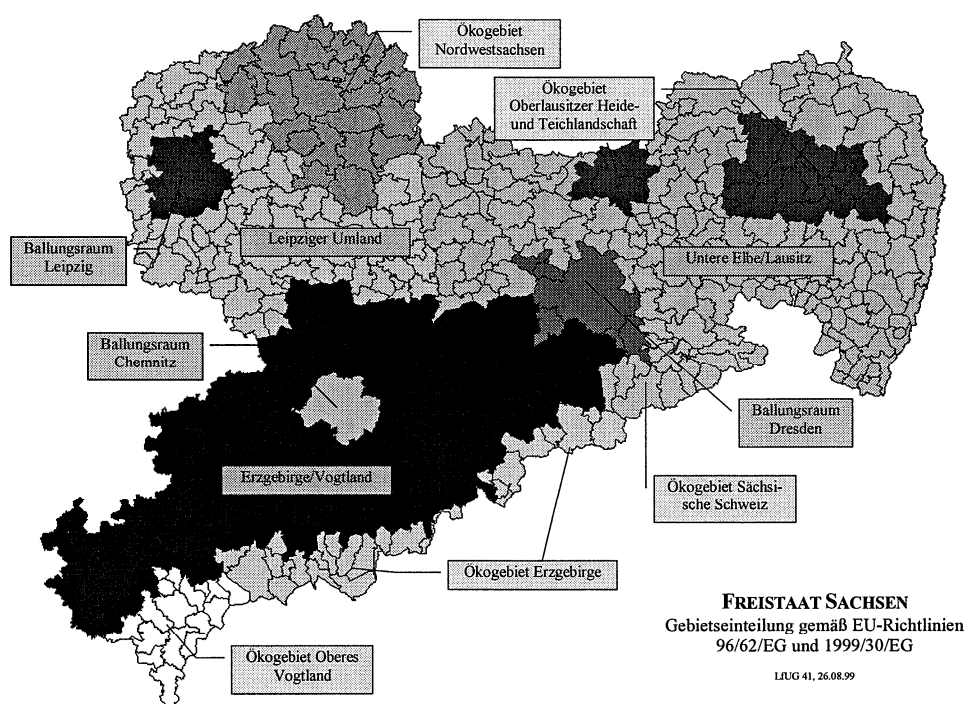 Ökogebiet
Nordwestsachsen
Ökogebiet
Oberlausitzer Heide-
und Teichlandschaft
Ballungsraum
Leipzig
Leipziger Umland
Untere Elbe/Lausitz
Ballungsraum
Chemnitz
Ballungsraum
Dresden
Erzgebirge/Vogtland
Ökogebiet Sächsi-
sche Schweiz
Ökogebiet Erzgebirge
Ökogebiet Oberes
Vogtland
FREISTAAT SACHSEN
Gebietseinteilung gemäß EU-Richtlinien
96/62/EG und 1999/30/EG
LfUG 41, 26.08.99